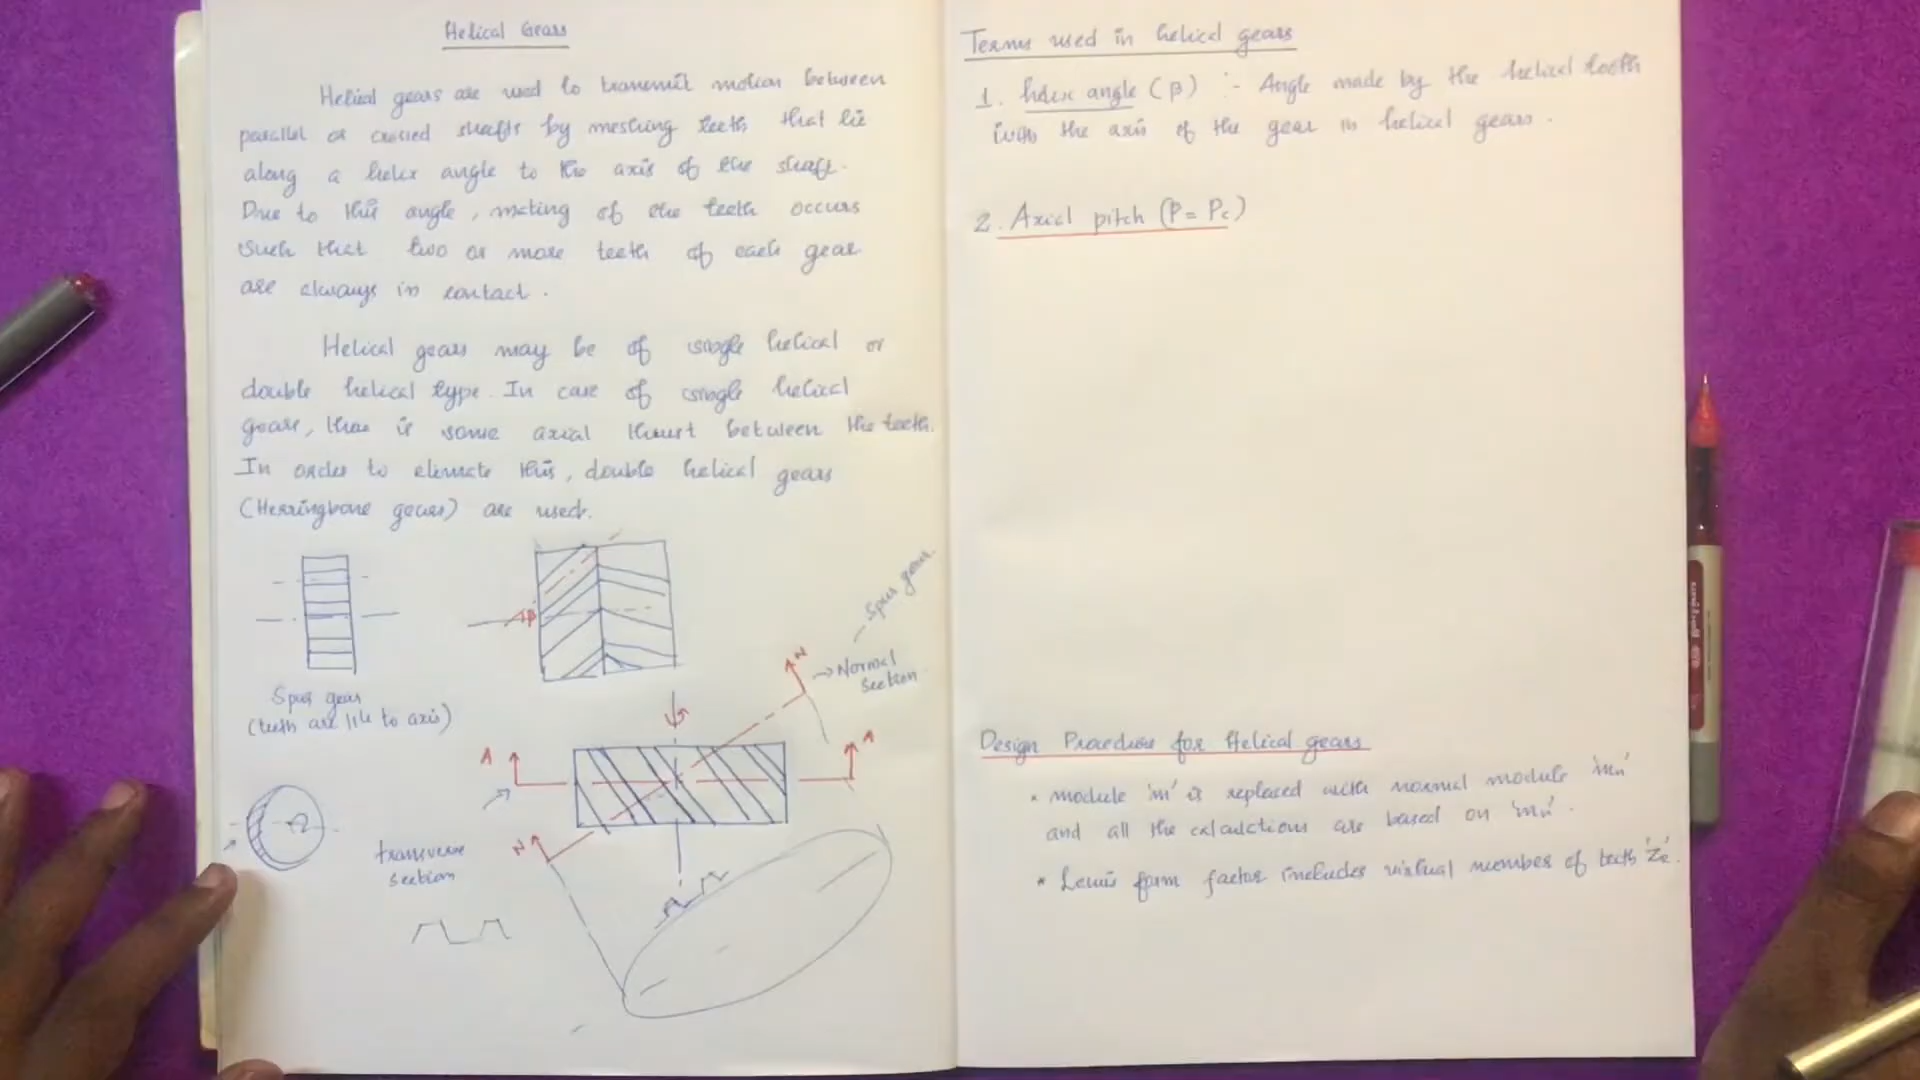 Helical Gears
Helical gears are used to transmit motion between
parallel or crossed shafts by meshing teeth that lie
along a helix angle to the axis of the shaft.
Due to this angle, mating of the teeth occurs
such that two or more teeth of each gear
are always in contact.
Helical gears may be of single helical or
double helical type. In case of single helical
gears, there is some axial thrust between the teeth.
In order to this, double helical gears
(Herringbone gears) are used.
β
Spur gear
(teeth are to axis)
Spur gear
N
Normal
section
A
A
N
transverse
section
Terms used in helical gears
1. helix angle (β) :- Angle made by the helical teeth
with the axis of the gear in helical gears.
2. Axial pitch (P = Pc)
Design Procedure for Helical gears
* module 'm' is replaced with normal module 'mn'
and all the calculations are based on 'mn'.
* Lewis form factor includes virtual number of teeth